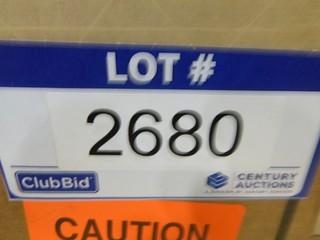 LOT #
2680
ClubBid
CENTURY AUCTIONS
CAUTION